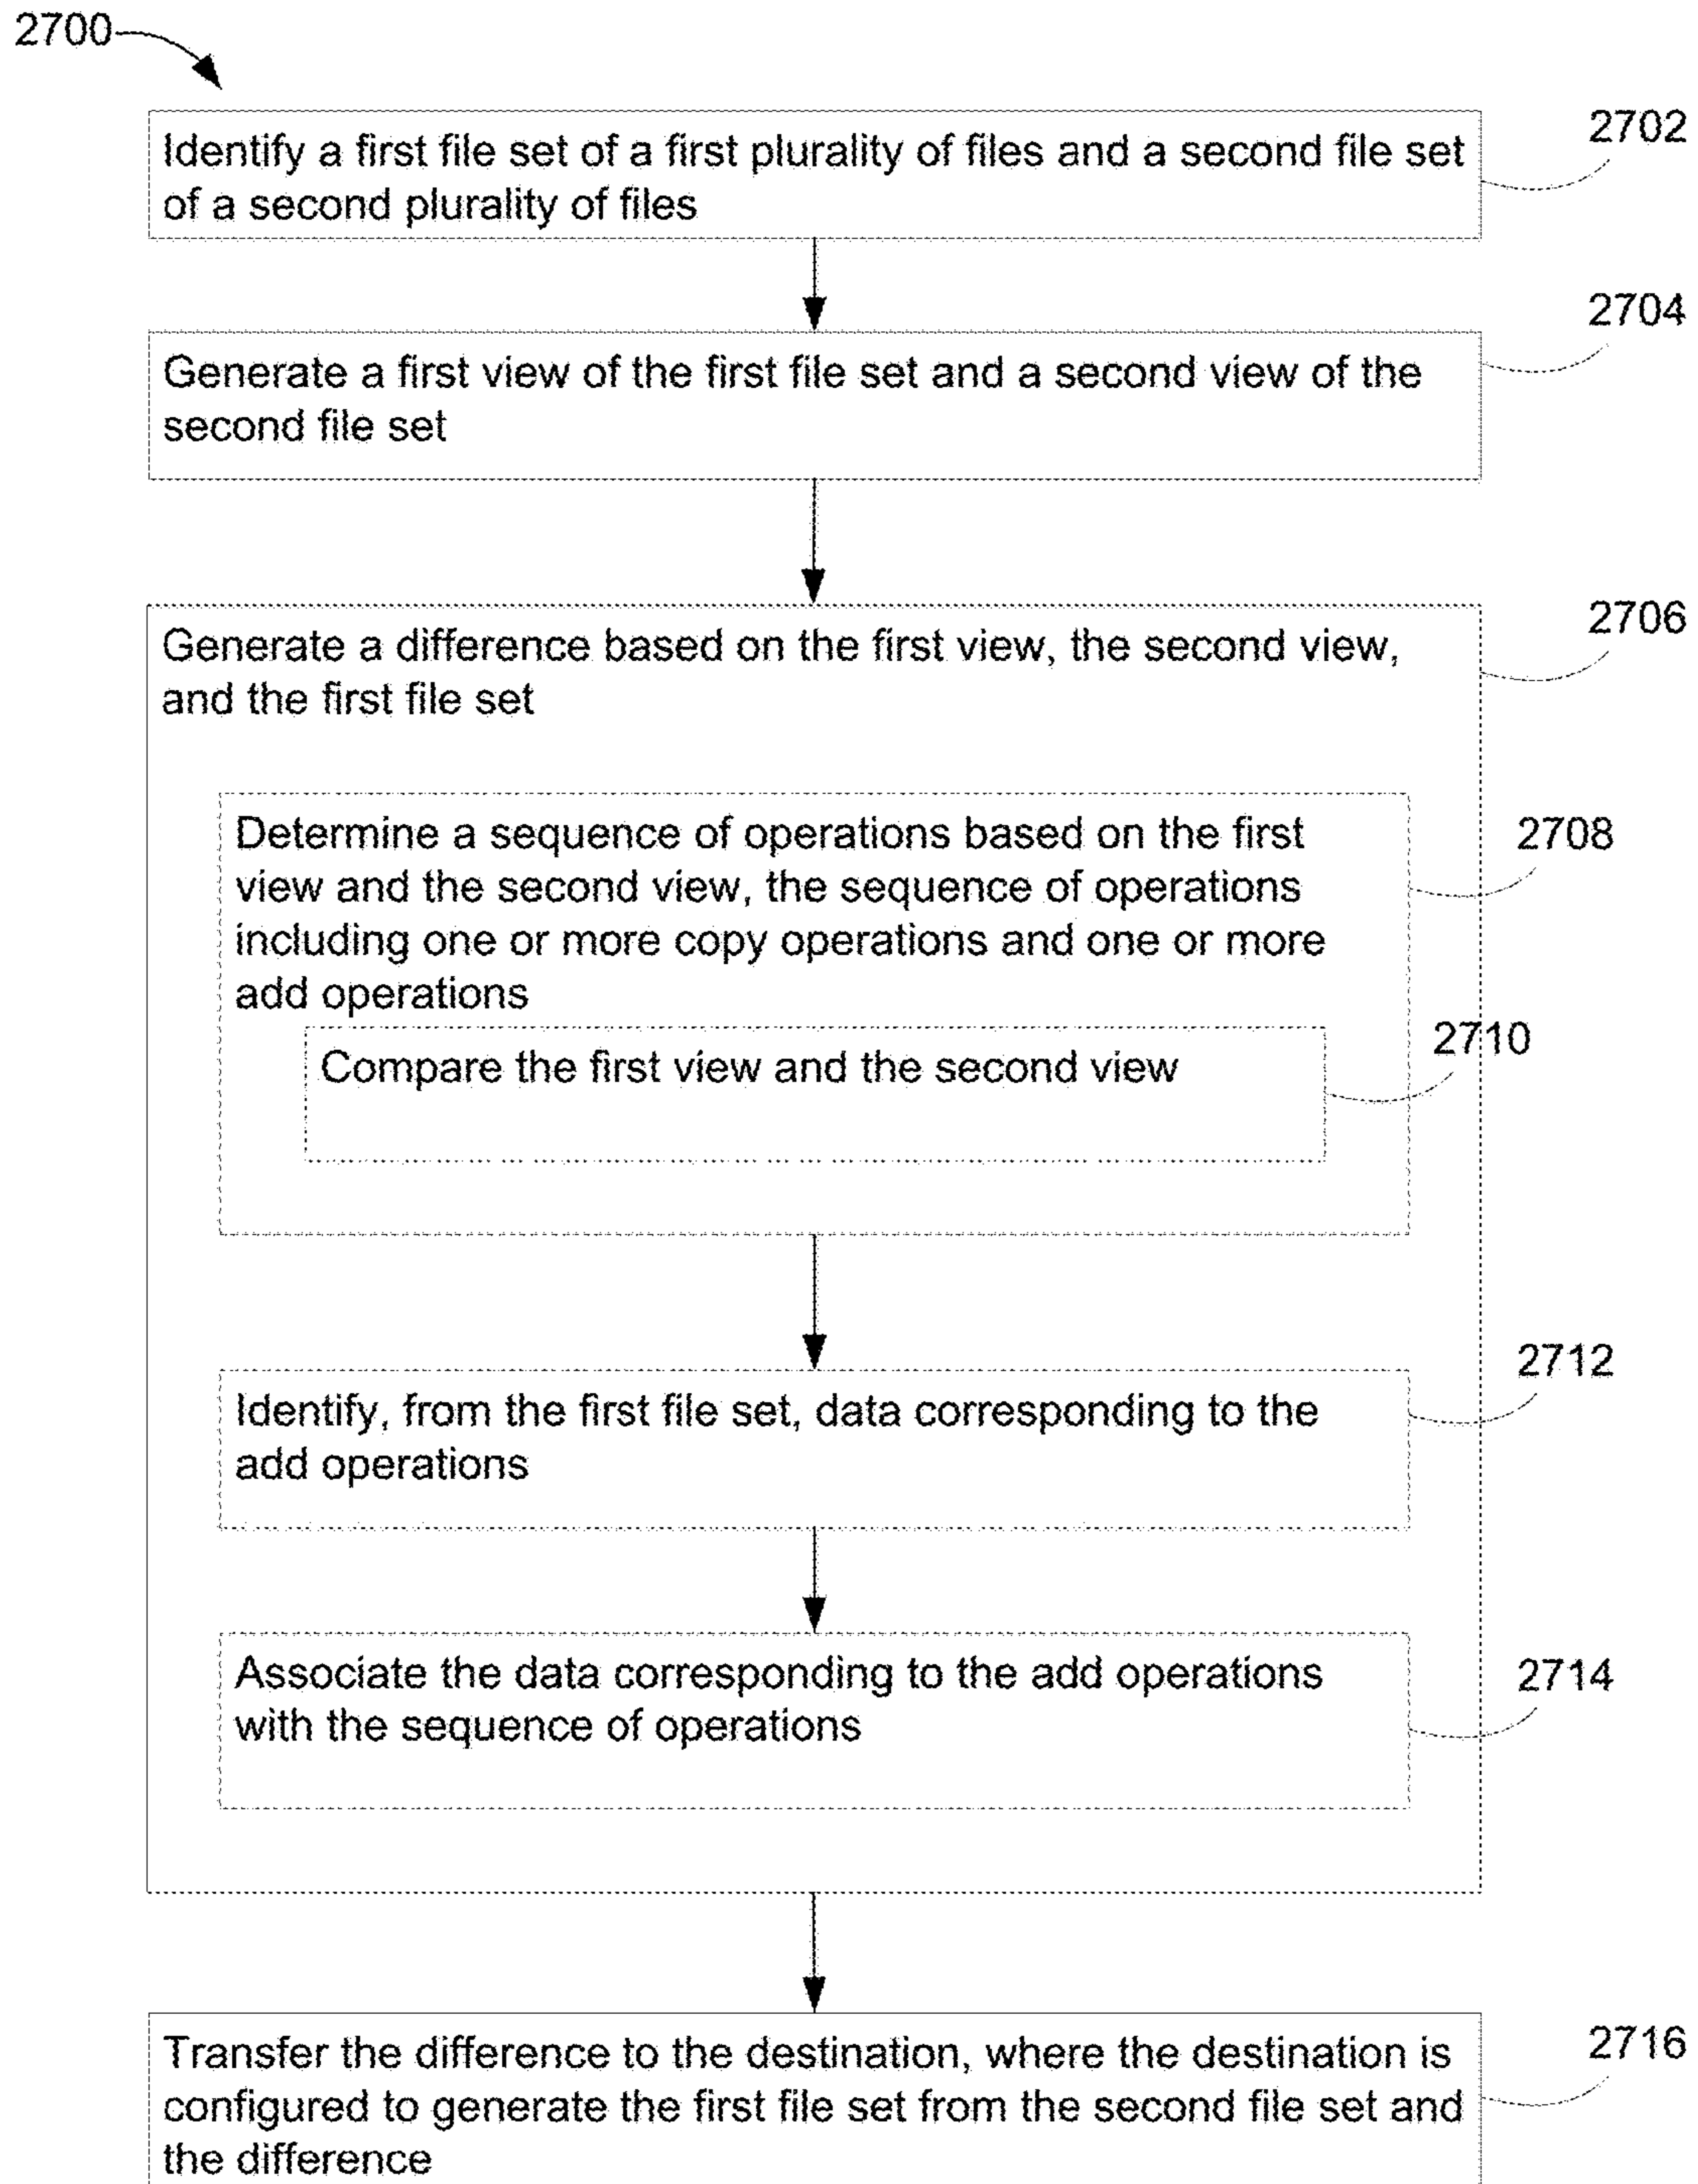 2700
Identify a first file set of a first plurality of files and a second file set
of a second plurality of files
2702
Generate a first view of the first file set and a second view of the
second file set
2704
Generate a difference based on the first view, the second view,
and the first file set
2706
Determine a sequence of operations based on the first
view and the second view, the sequence of operations
including one or more copy operations and one or more
add operations
2708
Compare the first view and the second view
2710
Identify, from the first file set, data corresponding to the
add operations
2712
Associate the data corresponding to the add operations
with the sequence of operations
2714
Transfer the difference to the destination, where the destination is
configured to generate the first file set from the second file set and
the difference
2716